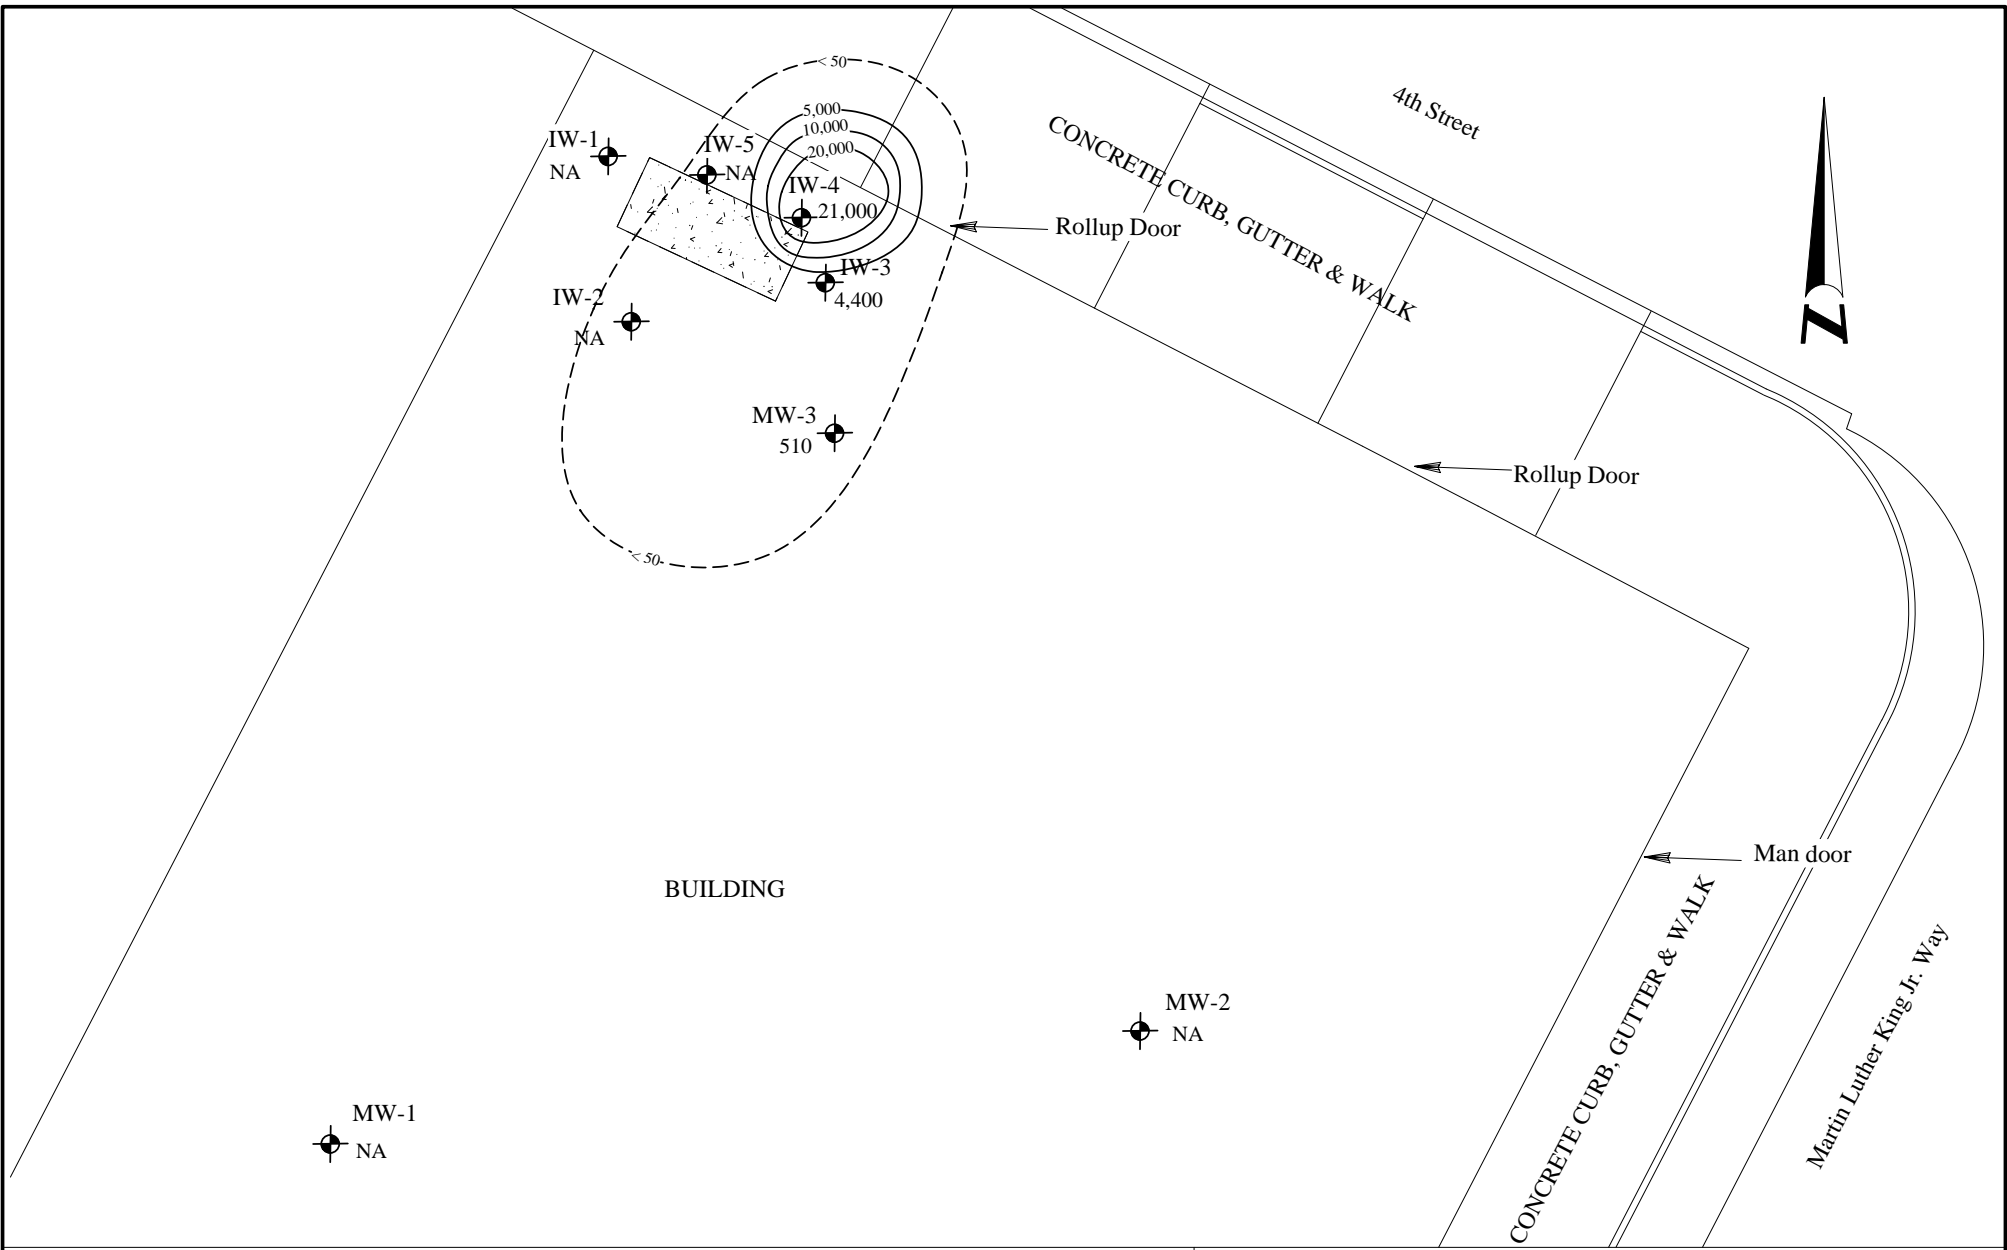 < 50
4th Street
5,000
10,000
20,000
CONCRETE CURB, GUTTER & WALK
IW-1
NA
IW-5
NA
IW-4
21,000
Rollup Door
IW-3
4,400
IW-2
NA
N
MW-3
510
Rollup Door
< 50
Man door
BUILDING
CONCRETE CURB, GUTTER & WALK
Martin Luther King Jr. Way
MW-2
NA
MW-1
NA